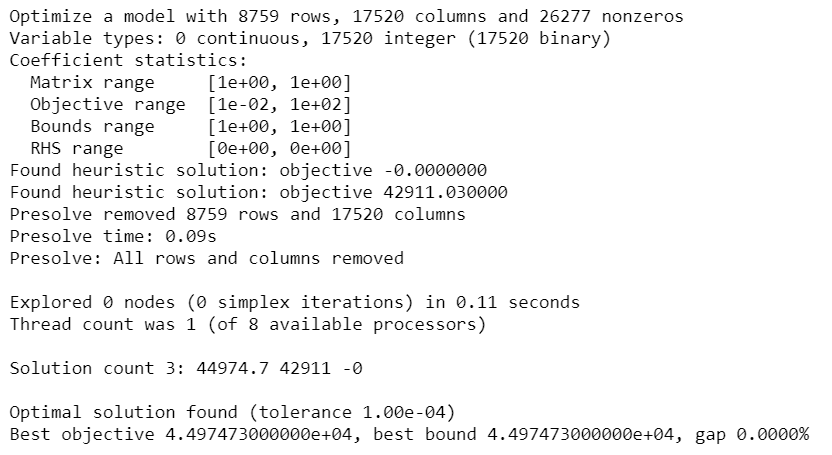 Optimize a model with 8759 rows, 17520 columns and 26277 nonzeros
Variable types: 0 continuous, 17520 integer (17520 binary)
Coefficient statistics:
  Matrix range     [1e+00, 1e+00]
  Objective range  [1e-02, 1e+02]
  Bounds range     [1e+00, 1e+00]
  RHS range        [0e+00, 0e+00]
Found heuristic solution: objective -0.0000000
Found heuristic solution: objective 42911.030000
Presolve removed 8759 rows and 17520 columns
Presolve time: 0.09s
Presolve: All rows and columns removed

Explored 0 nodes (0 simplex iterations) in 0.11 seconds
Thread count was 1 (of 8 available processors)

Solution count 3: 44974.7 42911 -0

Optimal solution found (tolerance 1.00e-04)
Best objective 4.497473000000e+04, best bound 4.497473000000e+04, gap 0.0000%